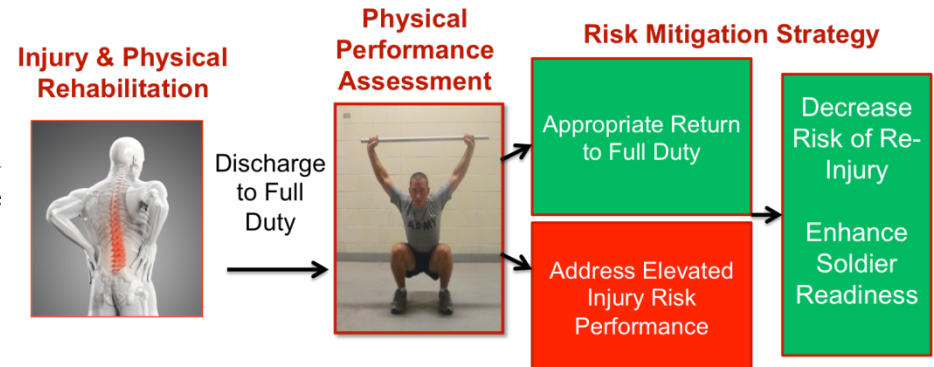 Injury & Physical
Rehabilitation
Discharge
to Full
Duty
Physical
Performance
Assessment
ARMY
Risk Mitigation Strategy
Appropriate Return
to Full Duty
Address Elevated
Injury Risk
Performance
Decrease
Risk of Re-
Injury
Enhance
Soldier
Readiness